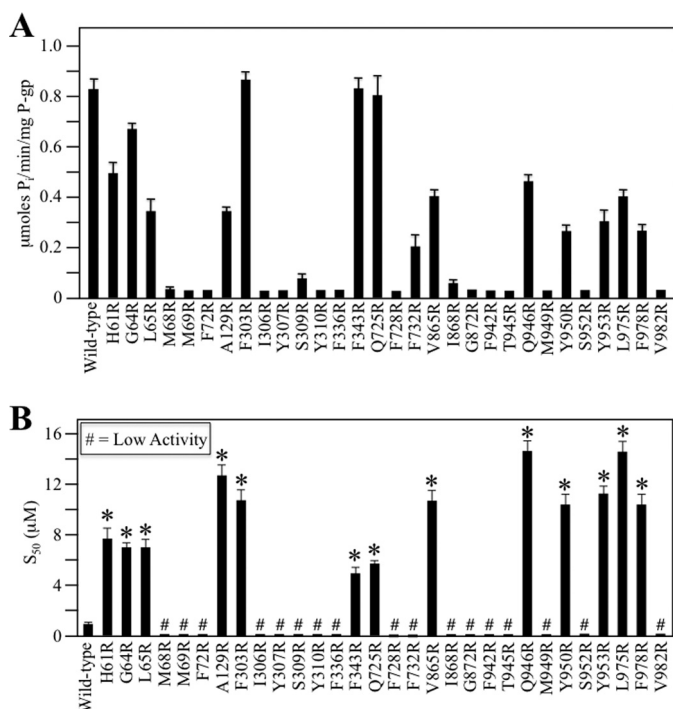 A
μmoles Pi/min/mg P-gp
1.0
0.8
0.6
0.4
0.2
0
Wild-type
H61R
G64R
L65R
M68R
M69R
F72R
A129R
F303R
I306R
Y307R
S309R
Y310R
F336R
F343R
Q725R
F728R
F732R
V865R
I868R
G872R
F942R
T945R
Q946R
M949R
Y950R
S952R
Y953R
L975R
F978R
V982R
B
# = Low Activity
S50 (μM)
16
12
8
4
0
* * * # # # * * # # # # # * * # # * # # # # * # * # * * * #
Wild-type
H61R
G64R
L65R
M68R
M69R
F72R
A129R
F303R
I306R
Y307R
S309R
Y310R
F336R
F343R
Q725R
F728R
F732R
V865R
I868R
G872R
F942R
T945R
Q946R
M949R
Y950R
S952R
Y953R
L975R
F978R
V982R